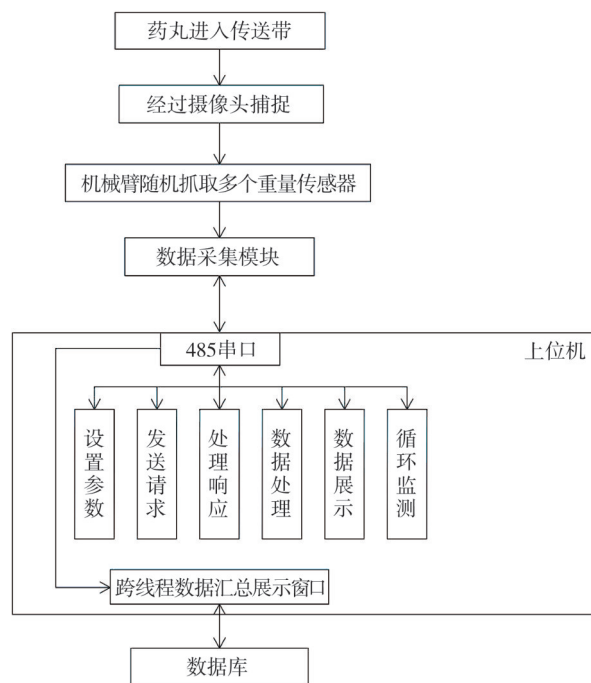 药丸进入传送带
经过摄像头捕捉
机械臂随机抓取多个重量传感器
数据采集模块
485串口
上位机
设置参数
发送请求
处理响应
数据处理
数据展示
循环监测
跨线程数据汇总展示窗口
数据库